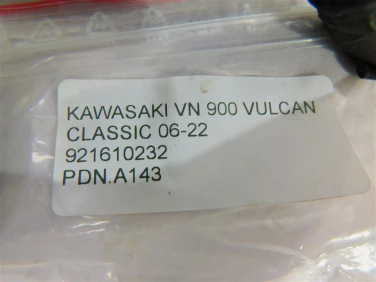 KAWASAKI VN 900 VULCAN
CLASSIC 06-22
921610232
PDN.A143